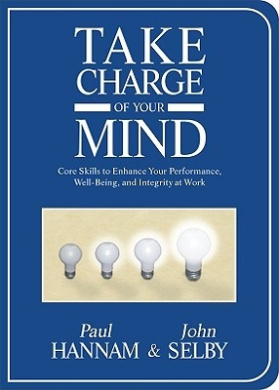 TAKE
CHARGE
OF YOUR
MIND
Core Skills to Enhance Your Performance,
Well-Being, and Integrity at Work
Paul John
HANNAM & SELBY